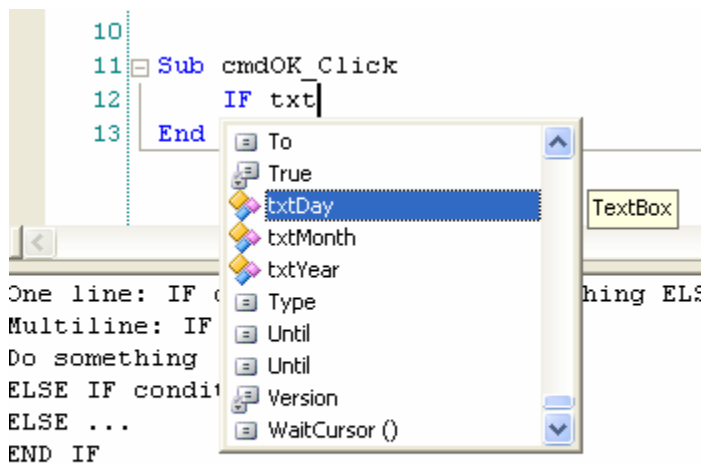 10
11 Sub cmdOK_Click
12 IF txt
13 End
To
True
txtDay
TextBox
txtMonth
txtYear
Type
Until
Until
Version
WaitCursor ()
One line: IF hing ELS
Multiline: IF
Do something
ELSE IF condit
ELSE ...
END IF